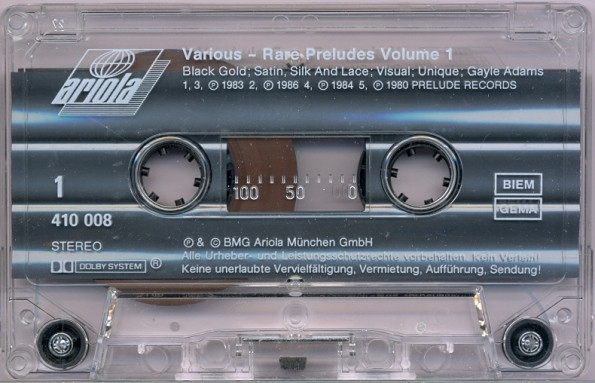 ariola
Various – Rare Preludes Volume 1
Black Gold; Satin, Silk And Lace; Visual; Unique; Gayle Adams
1, 3, ℗ 1983 2, ℗ 1986 4, ℗ 1984 5, ℗ 1980 PRELUDE RECORDS
1
100 50 0
BIEM
GEMA
410 008
STEREO
DOLBY SYSTEM ®
℗ & © BMG Ariola München GmbH
Alle Urheber- und Leistungsschutzrechte vorbehalten. Kein Verleih!
Keine unerlaubte Vervielfältigung, Vermietung, Aufführung, Sendung!